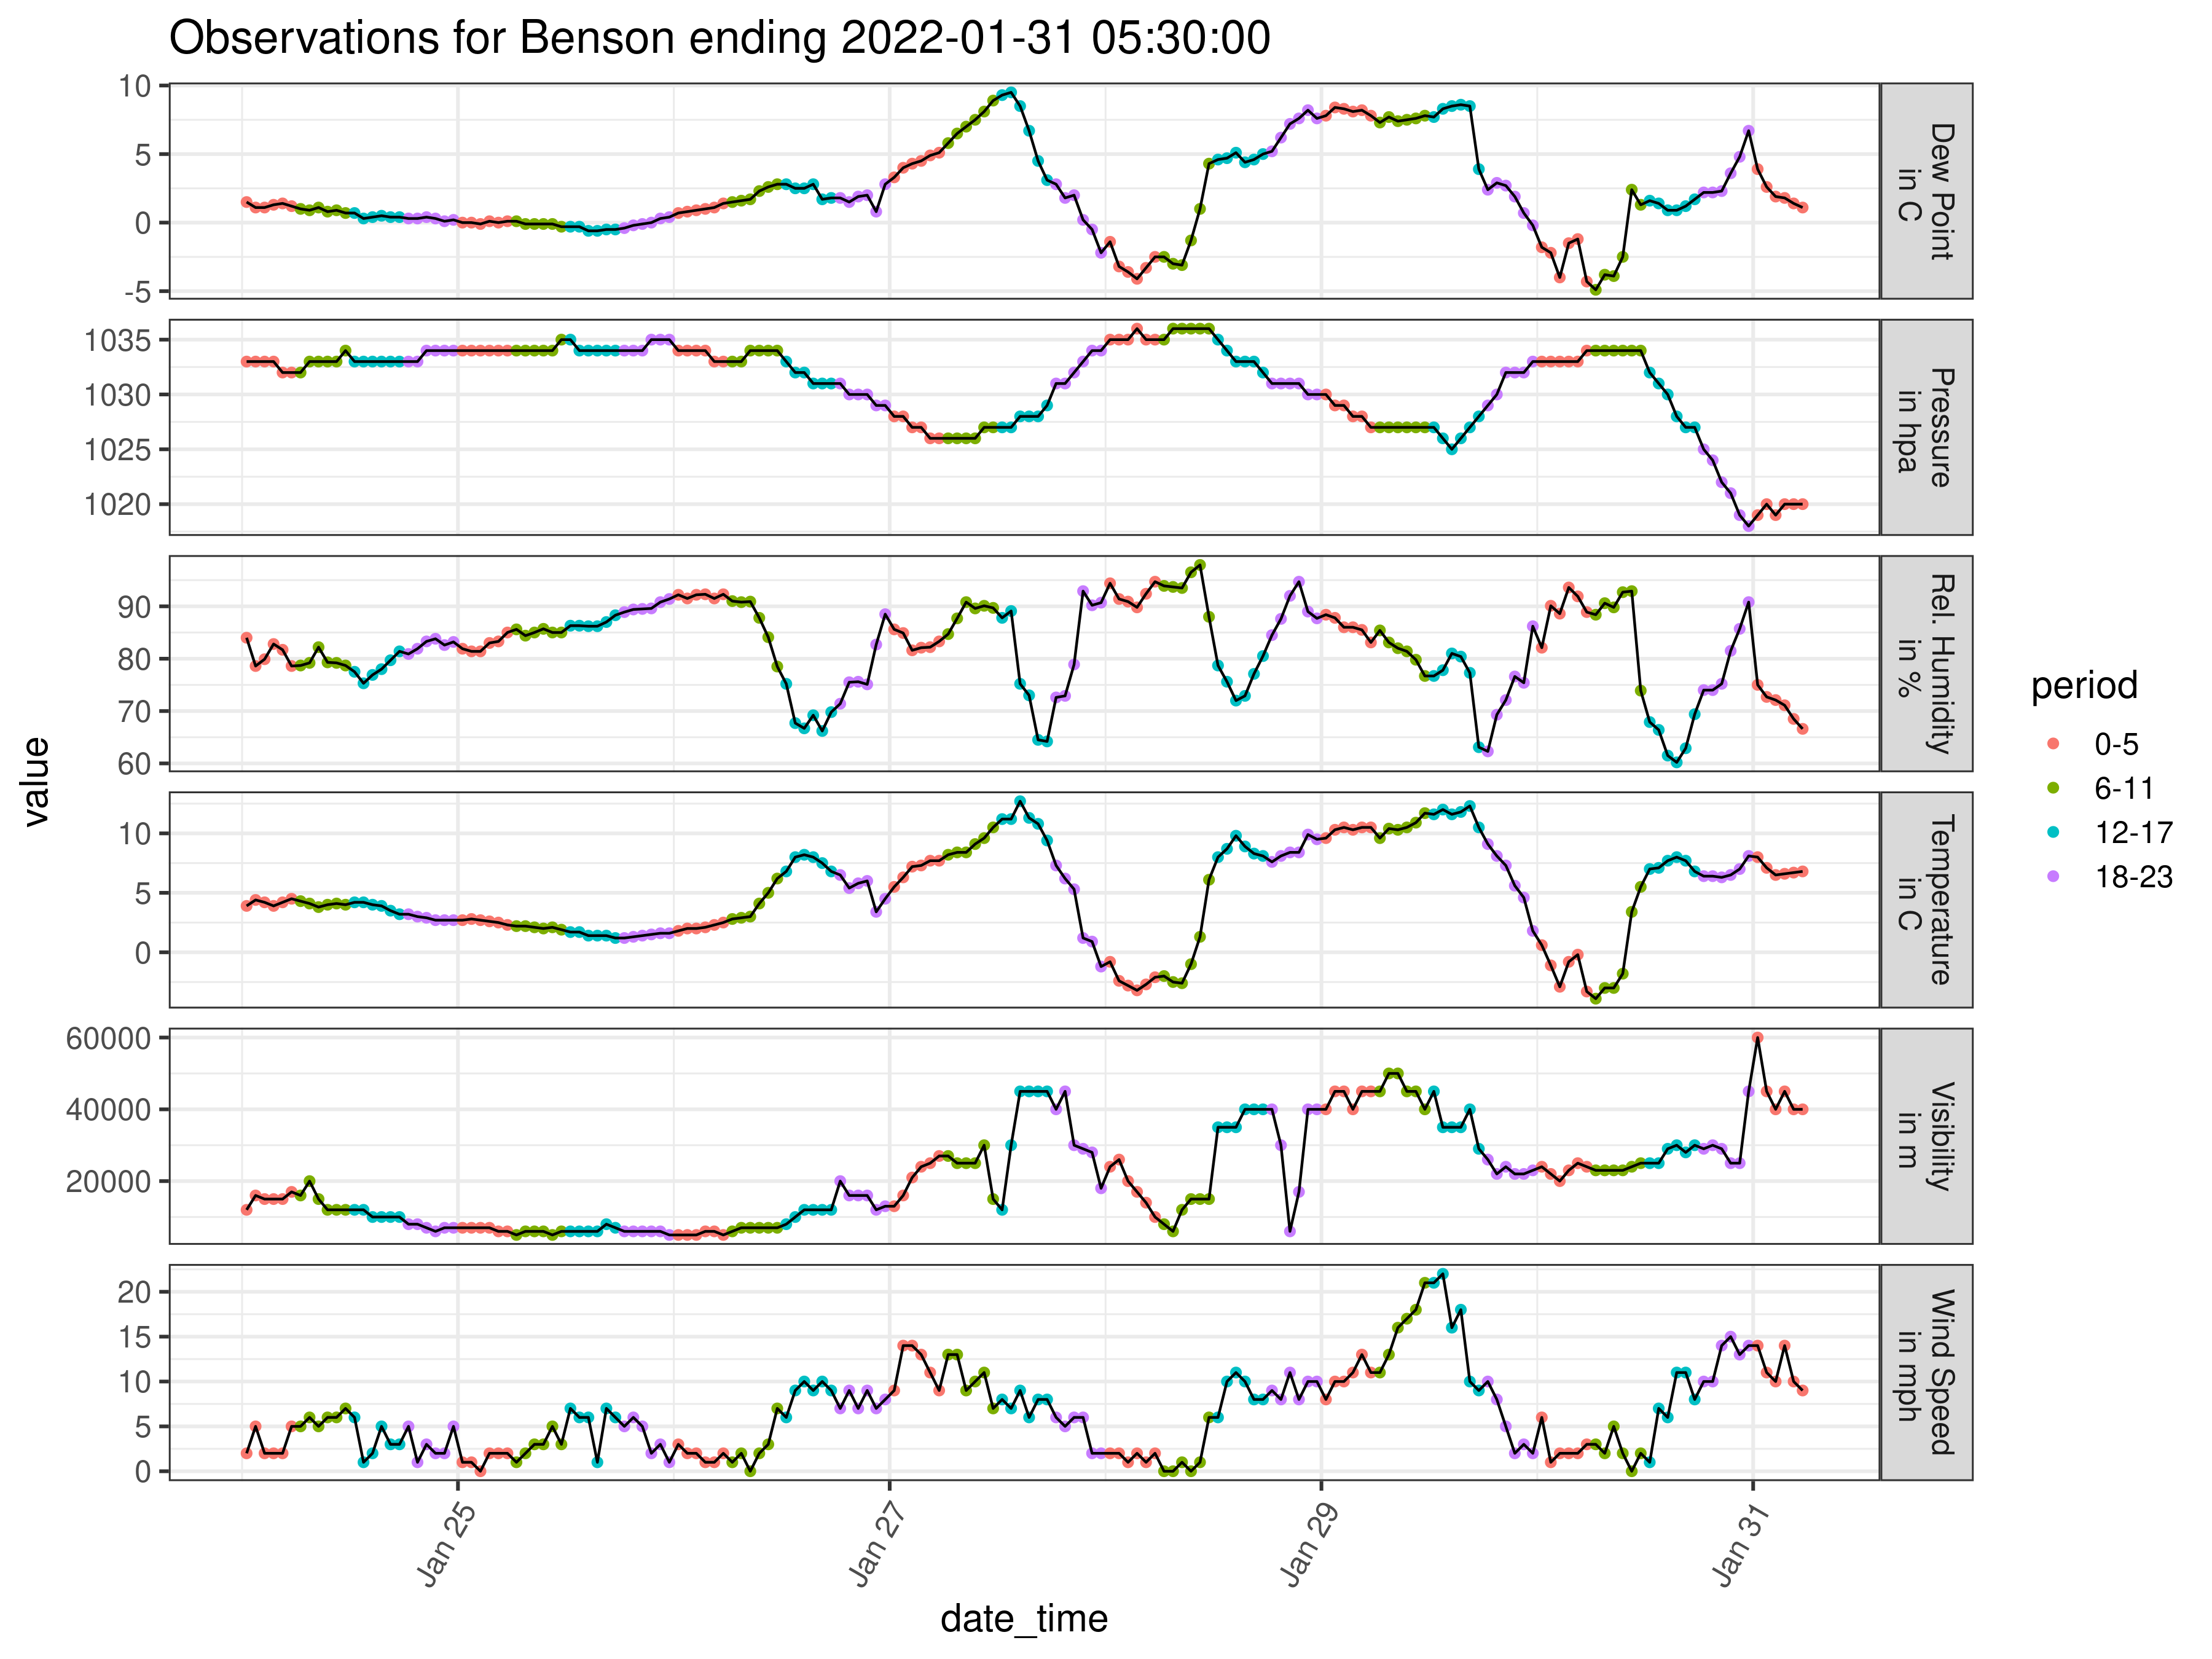 Observations for Benson ending 2022-01-31 05:30:00
10
5
0
-5
Dew Point
in C
1035
1030
1025
1020
Pressure
in hpa
90
80
70
60
Rel. Humidity
in %
10
5
0
Temperature
in C
60000
40000
20000
Visibility
in m
20
15
10
5
0
Wind Speed
in mph
value
Jan 25
Jan 27
Jan 29
Jan 31
date_time
period
0-5
6-11
12-17
18-23